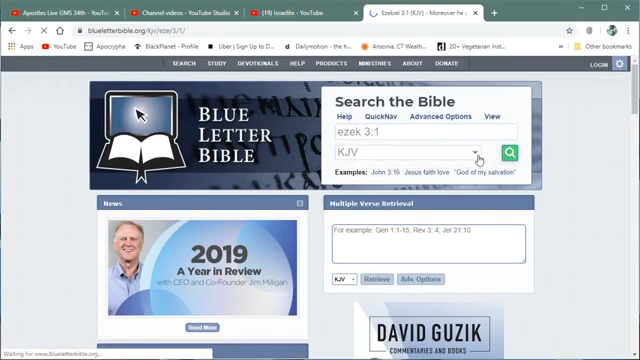 Apostles Live GMS 34th - YouTu
Channel videos - YouTube Studio
(19) Israelite - YouTube
Ezekiel 3:1 (KJV) - Moreover he s
blueletterbible.org/kjv/eze/3/1/
Apps
Apocrypha
BlackPlanet - Profile
Uber | Sign Up to D
Dailymotion - the h
Ansonia, CT Weath
20+ Vegetarian Inst
Other bookmarks
SEARCH STUDY DEVOTIONALS HELP PRODUCTS MINISTRIES ABOUT DONATE
LOGIN
BLUE
LETTER
BIBLE
Search the Bible
Help QuickNav Advanced Options View
ezek 3:1
KJV
Examples: John 3:16 Jesus faith love "God of my salvation"
News
2019
A Year in Review
with CEO and Co-Founder Jim Milligan
Read More
Multiple Verse Retrieval
For example: Gen 1:1-15; Rev 3, 4; Jer 21:10
KJV Retrieve Adv. Options
DAVID GUZIK
COMMENTARIES AND BOOKS
Waiting for www.blueletterbible.org...